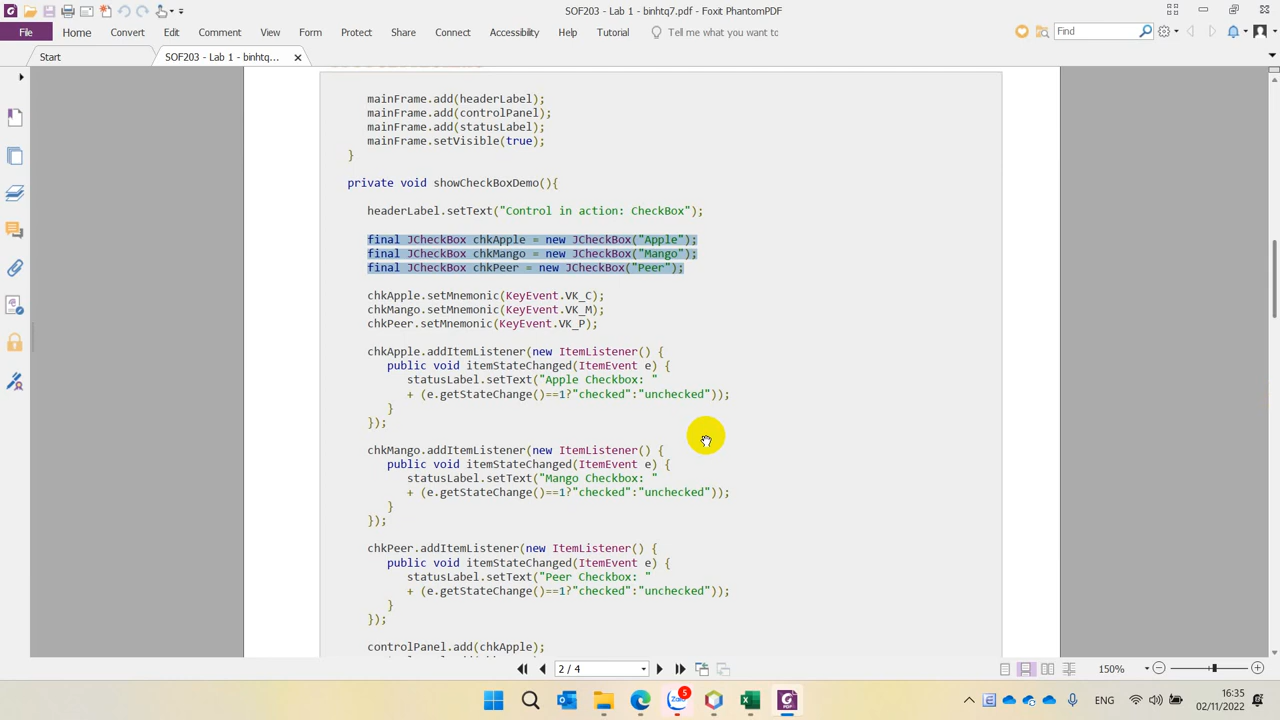 SOF203 - Lab 1 - binhtq7.pdf - Foxit PhantomPDF
File Home Convert Edit Comment View Form Protect Share Connect Accessibility Help Tutorial Tell me what you want to Find
Start SOF203 - Lab 1 - binhtq...
mainFrame.add(headerLabel);
mainFrame.add(controlPanel);
mainFrame.add(statusLabel);
mainFrame.setVisible(true);
}
private void showCheckBoxDemo(){
headerLabel.setText("Control in action: CheckBox");
final JCheckBox chkApple = new JCheckBox("Apple");
final JCheckBox chkMango = new JCheckBox("Mango");
final JCheckBox chkPeer = new JCheckBox("Peer");
chkApple.setMnemonic(KeyEvent.VK_C);
chkMango.setMnemonic(KeyEvent.VK_M);
chkPeer.setMnemonic(KeyEvent.VK_P);
chkApple.addItemListener(new ItemListener() {
public void itemStateChanged(ItemEvent e) {
statusLabel.setText("Apple Checkbox: "
+ (e.getStateChange()==1?"checked":"unchecked"));
}
});
chkMango.addItemListener(new ItemListener() {
public void itemStateChanged(ItemEvent e) {
statusLabel.setText("Mango Checkbox: "
+ (e.getStateChange()==1?"checked":"unchecked"));
}
});
chkPeer.addItemListener(new ItemListener() {
public void itemStateChanged(ItemEvent e) {
statusLabel.setText("Peer Checkbox: "
+ (e.getStateChange()==1?"checked":"unchecked"));
}
});
controlPanel.add(chkApple);
2 / 4 150%
5 Zalo PDF ENG 16:35
02/11/2022